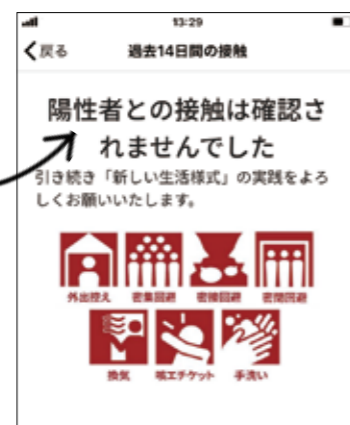 13:29
戻る 過去14日間の接触
陽性者との接触は確認さ
れませんでした
引き続き「新しい生活様式」の実践をよろ
しくお願いいたします。
外出控え 密集回避 密接回避 密閉回避
換気 咳エチケット 手洗い